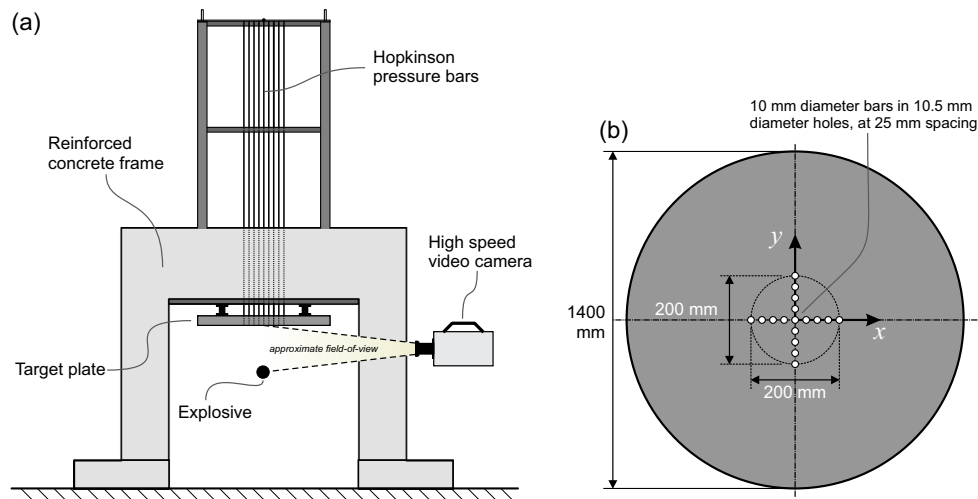 (a)
Hopkinson
pressure bars
Reinforced
concrete frame
High speed
video camera
approximate field-of-view
Target plate
Explosive
(b)
10 mm diameter bars in 10.5 mm
diameter holes, at 25 mm spacing
y
1400
mm
200 mm
x
200 mm